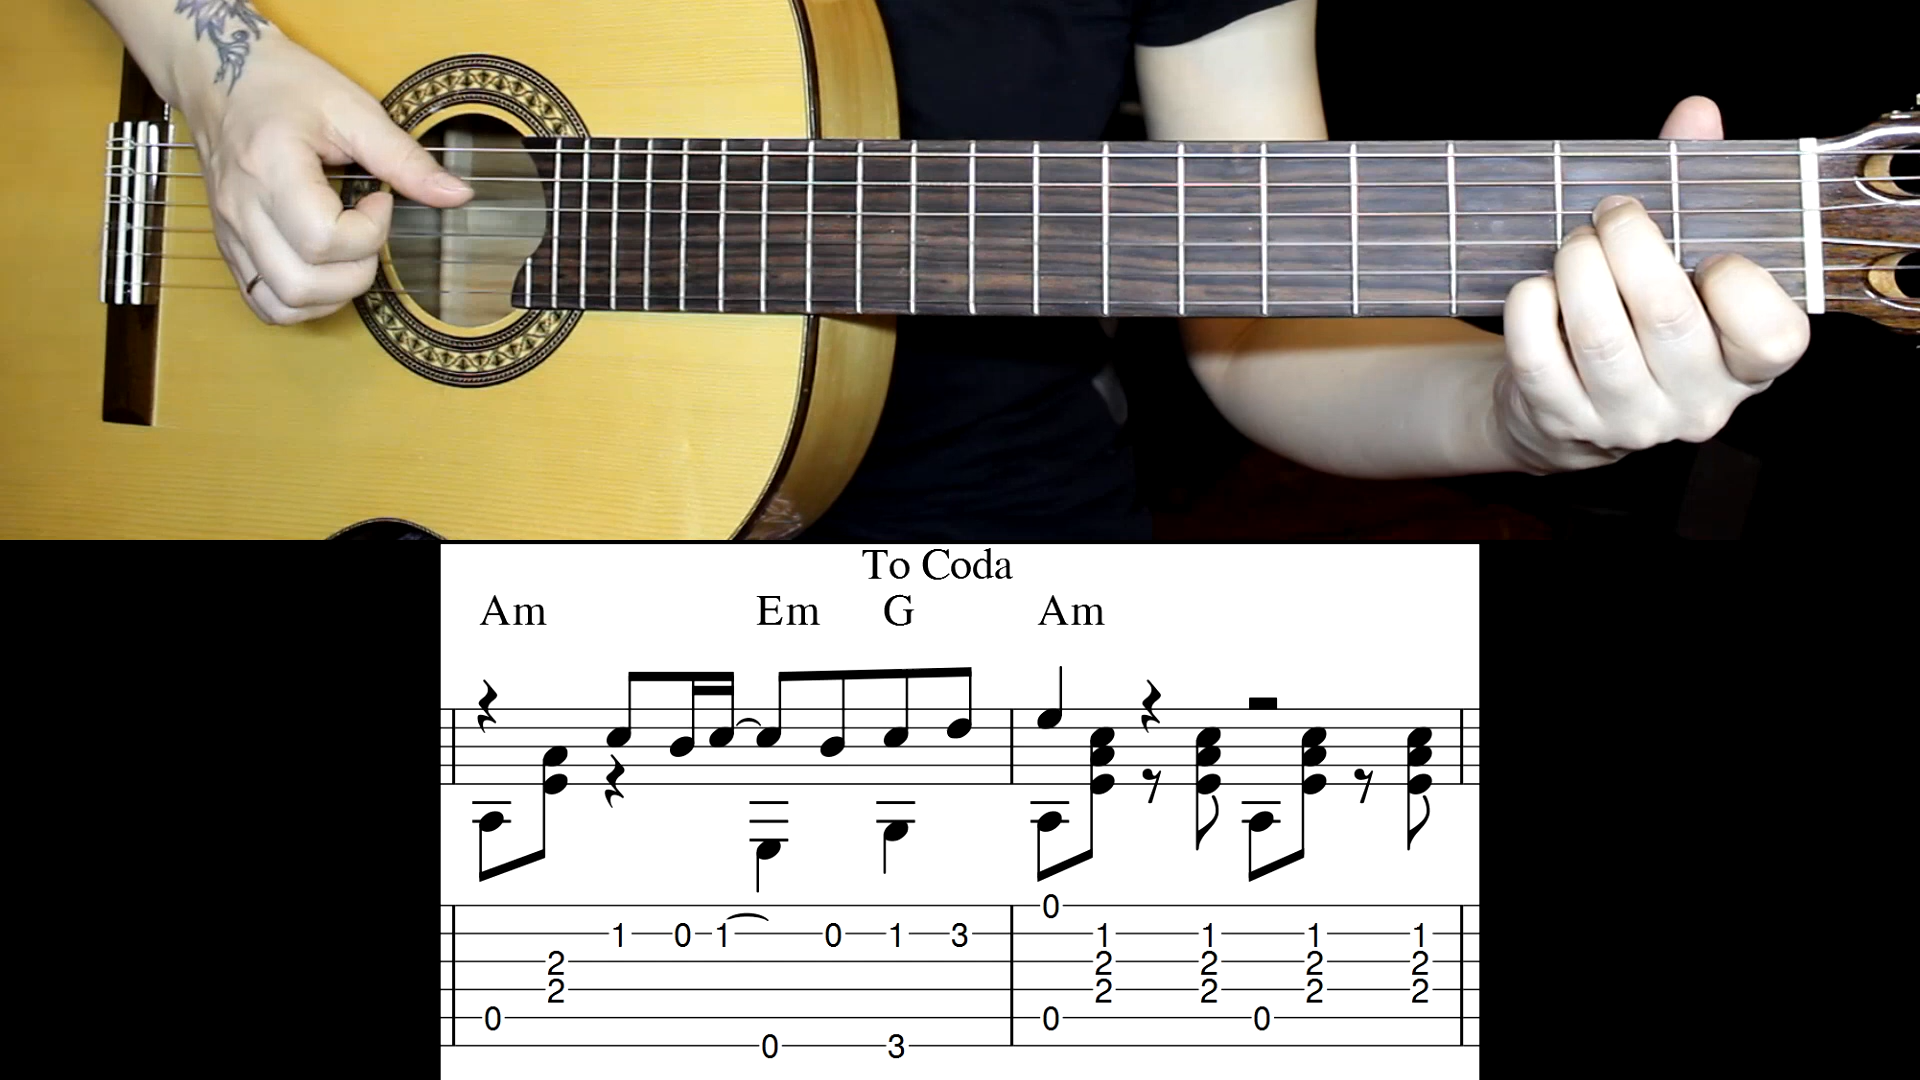 To Coda
Am Em G Am
0
1 0 1 0 1 3 1 1 1 1
2 2 2 2 2
2 2 2 2 2
0 0 0
0 3